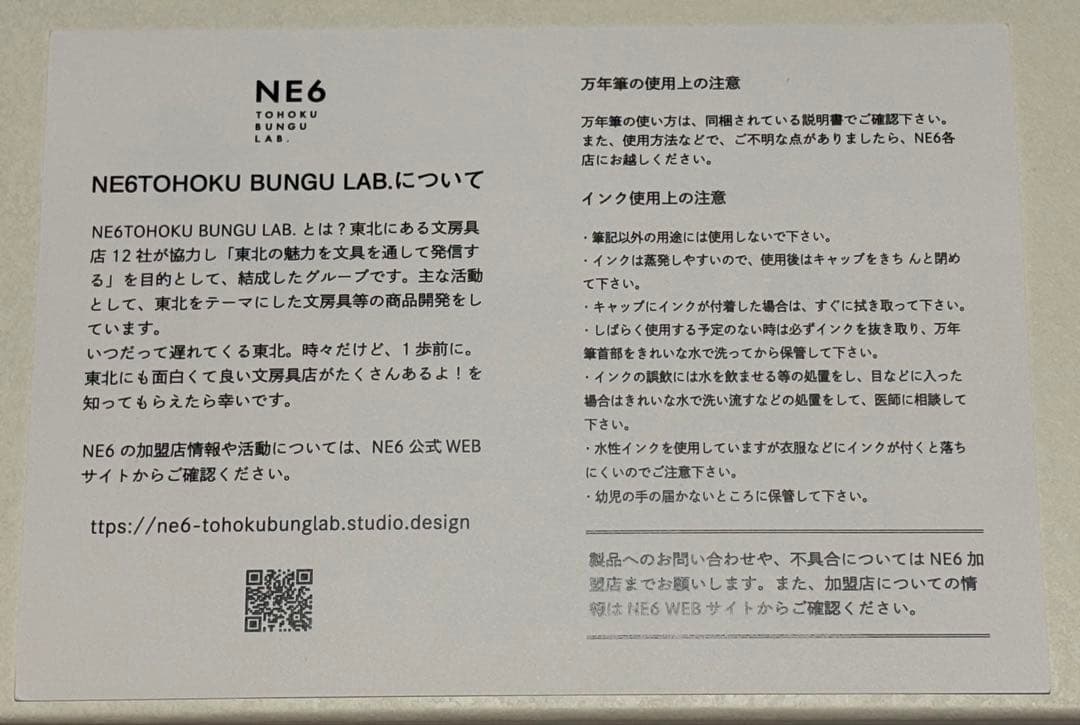 NE6
TOHOKU
BUNGU
LAB.
NE6TOHOKU BUNGU LAB.について
NE6TOHOKU BUNGU LAB. とは？東北にある文房具
店 12 社が協力し「東北の魅力を文具を通して発信す
る」を目的として、結成したグループです。主な活動
として、東北をテーマにした文房具等の商品開発をし
ています。
いつだって遅れてくる東北。時々だけど、1 歩前に。
東北にも面白くて良い文房具店がたくさんあるよ！を
知ってもらえたら幸いです。
NE6 の加盟店情報や活動については、NE6 公式 WEB
サイトからご確認ください。
ttps://ne6-tohokubunglab.studio.design
万年筆の使用上の注意
万年筆の使い方は、同梱されている説明書でご確認下さい。
また、使用方法などで、ご不明な点がありましたら、NE6各
店にお越しください。
インク使用上の注意
・筆記以外の用途には使用しないで下さい。
・インクは蒸発しやすいので、使用後はキャップをきち んと閉め
て下さい。
・キャップにインクが付着した場合は、すぐに拭き取って下さい。
・しばらく使用する予定のない時は必ずインクを抜き取り、万年
筆首部をきれいな水で洗ってから保管して下さい。
・インクの誤飲には水を飲ませる等の処置をし、目などに入った
場合はきれいな水で洗い流すなどの処置をして、医師に相談して
下さい。
・水性インクを使用していますが衣服などにインクが付くと落ち
にくいのでご注意下さい。
・幼児の手の届かないところに保管して下さい。
製品へのお問い合わせや、不具合については NE6 加
盟店までお願いします。また、加盟店についての情
報は NE6 WEB サイトからご確認ください。